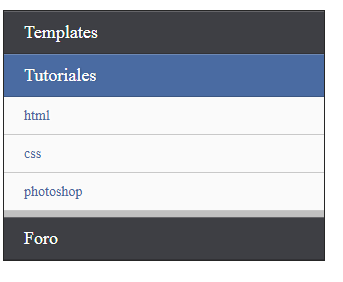 Templates
Tutoriales
html
css
photoshop
Foro